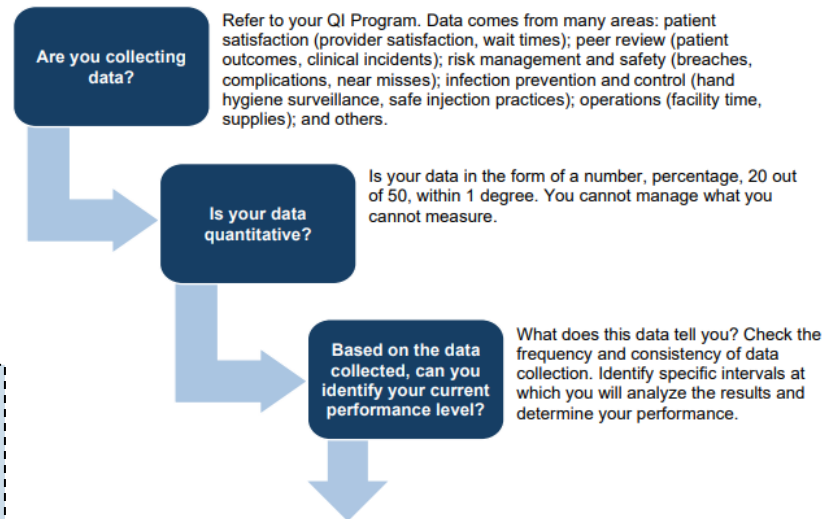 Are you collecting
data?
Refer to your QI Program. Data comes from many areas: patient
satisfaction (provider satisfaction, wait times); peer review (patient
outcomes, clinical incidents); risk management and safety (breaches,
complications, near misses); infection prevention and control (hand
hygiene surveillance, safe injection practices); operations (facility time,
supplies); and others.
Is your data
quantitative?
Is your data in the form of a number, percentage, 20 out
of 50, within 1 degree. You cannot manage what you
cannot measure.
Based on the data
collected, can you
identify your current
performance level?
What does this data tell you? Check the
frequency and consistency of data
collection. Identify specific intervals at
which you will analyze the results and
determine your performance.